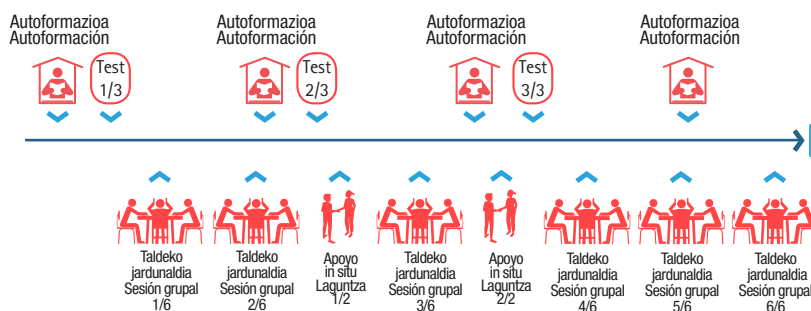 Autoformazioa
Autoformación
Test
1/3
Autoformazioa
Autoformación
Test
2/3
Autoformazioa
Autoformación
Test
3/3
Autoformazioa
Autoformación
Taldeko
jardunaldia
Sesión grupal
1/6
Taldeko
jardunaldia
Sesión grupal
2/6
Apoyo
in situ
Laguntza
1/2
Taldeko
jardunaldia
Sesión grupal
3/6
Apoyo
in situ
Laguntza
2/2
Taldeko
jardunaldia
Sesión grupal
4/6
Taldeko
jardunaldia
Sesión grupal
5/6
Taldeko
jardunaldia
Sesión grupal
6/6